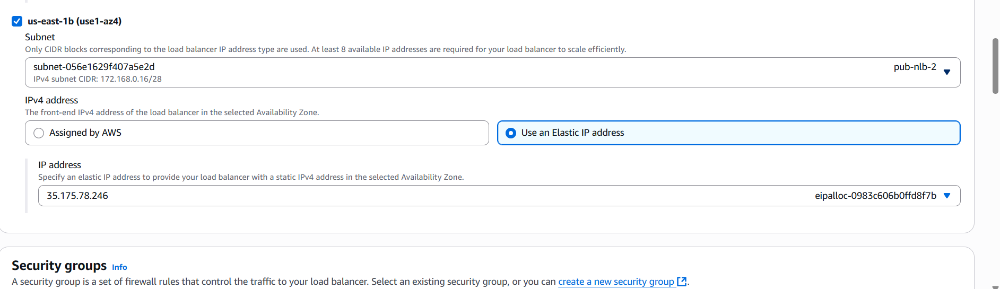 us-east-1b (use1-az4)
Subnet
Only CIDR blocks corresponding to the load balancer IP address type are used. At least 8 available IP addresses are required for your load balancer to scale efficiently.
subnet-056e1629f407a5e2d pub-nlb-2
IPv4 subnet CIDR: 172.168.0.16/28
IPv4 address
The front-end IPv4 address of the load balancer in the selected Availability Zone.
Assigned by AWS Use an Elastic IP address
IP address
Specify an elastic IP address to provide your load balancer with a static IPv4 address in the selected Availability Zone.
35.175.78.246 eipalloc-0983c606b0ffd8f7b
Security groups Info
A security group is a set of firewall rules that control the traffic to your load balancer. Select an existing security group, or you can create a new security group.